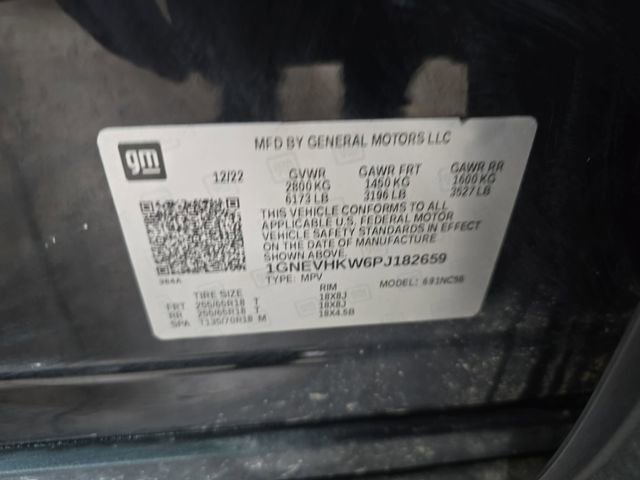 gm
MFD BY GENERAL MOTORS LLC
12/22 GVWR GAWR FRT GAWR RR
2800 KG 1450 KG 1600 KG
6173 LB 3196 LB 3527 LB
THIS VEHICLE CONFORMS TO ALL
APPLICABLE U.S. FEDERAL MOTOR
VEHICLE SAFETY STANDARDS IN
EFFECT ON THE DATE OF MANUFACTURE
SHOWN ABOVE.
1GNEVHKW6PJ182659
TYPE: MPV MODEL:
TIRE SIZE RIM
FRT 255/65R18 T 18X8J
RR 255/65R18 T 18X8J
SPA T135/70R18 M 18X4.5B